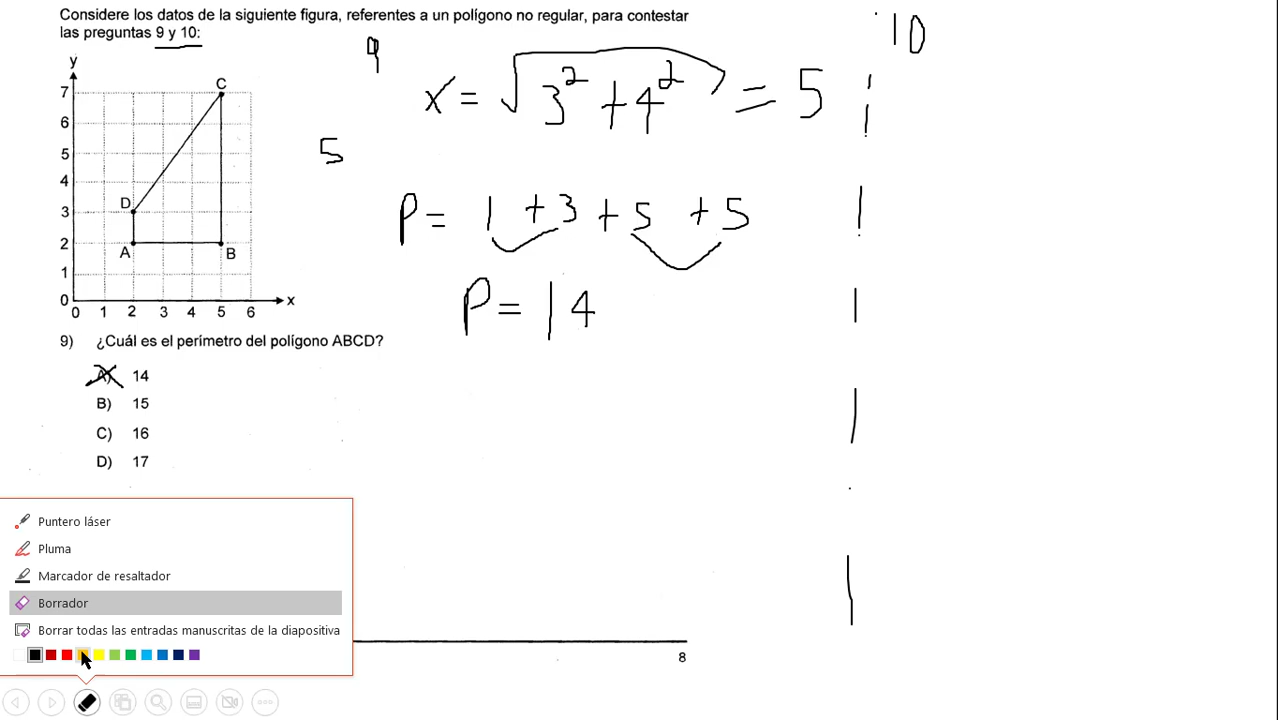 Considere los datos de la siguiente figura, referentes a un polígono no regular, para contestar
las preguntas 9 y 10:
9
10
x = √3² + 4² = 5
5
P = 1 + 3 + 5 + 5
P = 14
y
7
6
5
4
3
2
1
0
C
D
A
B
0 1 2 3 4 5 6
x
9) ¿Cuál es el perímetro del polígono ABCD?
A) 14
B) 15
C) 16
D) 17
Puntero láser
Pluma
Marcador de resaltador
Borrador
Borrar todas las entradas manuscritas de la diapositiva
8